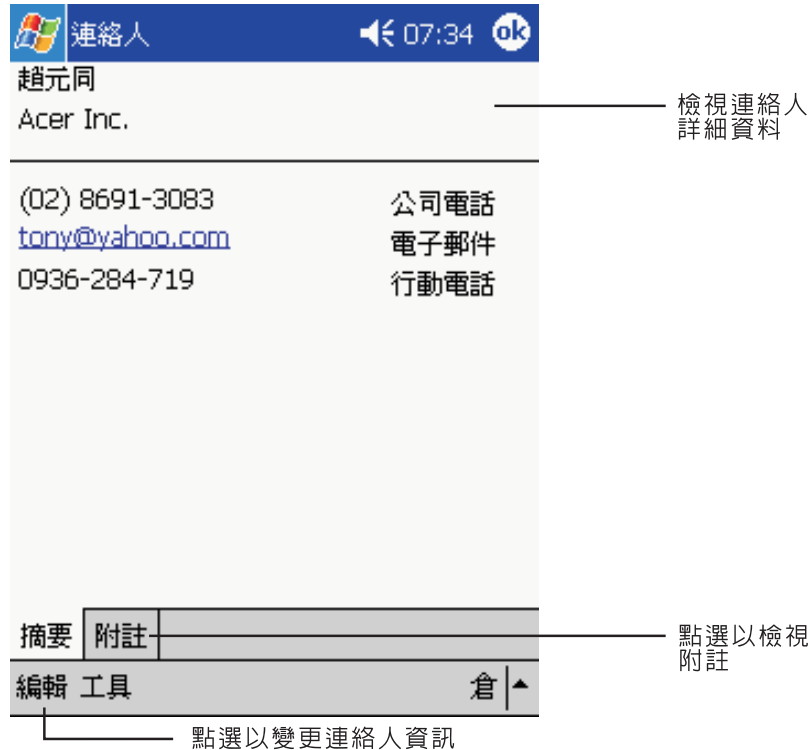 連絡人 07:34 ok
趙元同
Acer Inc.
檢視連絡人
詳細資料
(02) 8691-3083 公司電話
tony@yahoo.com 電子郵件
0936-284-719 行動電話
摘要 附註
點選以檢視
附註
編輯 工具 倉
點選以變更連絡人資訊